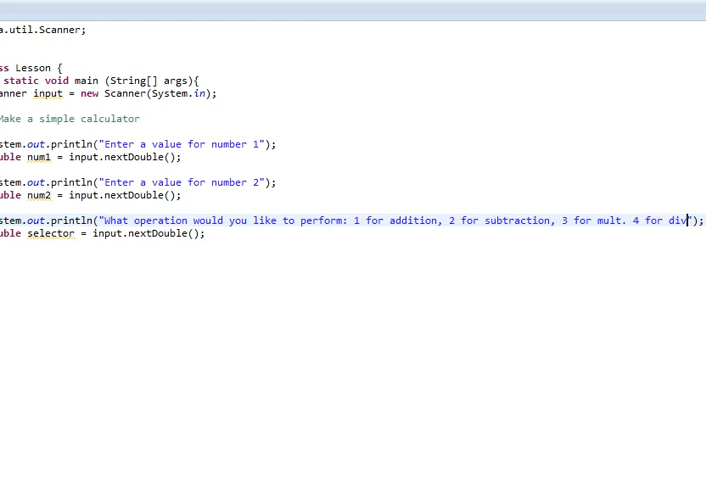 a.util.Scanner;
ss Lesson {
static void main (String[] args){
anner input = new Scanner(System.in);
Make a simple calculator
stem.out.println("Enter a value for number 1");
uble num1 = input.nextDouble();
stem.out.println("Enter a value for number 2");
uble num2 = input.nextDouble();
stem.out.println("What operation would you like to perform: 1 for addition, 2 for subtraction, 3 for mult. 4 for div");
uble selector = input.nextDouble();